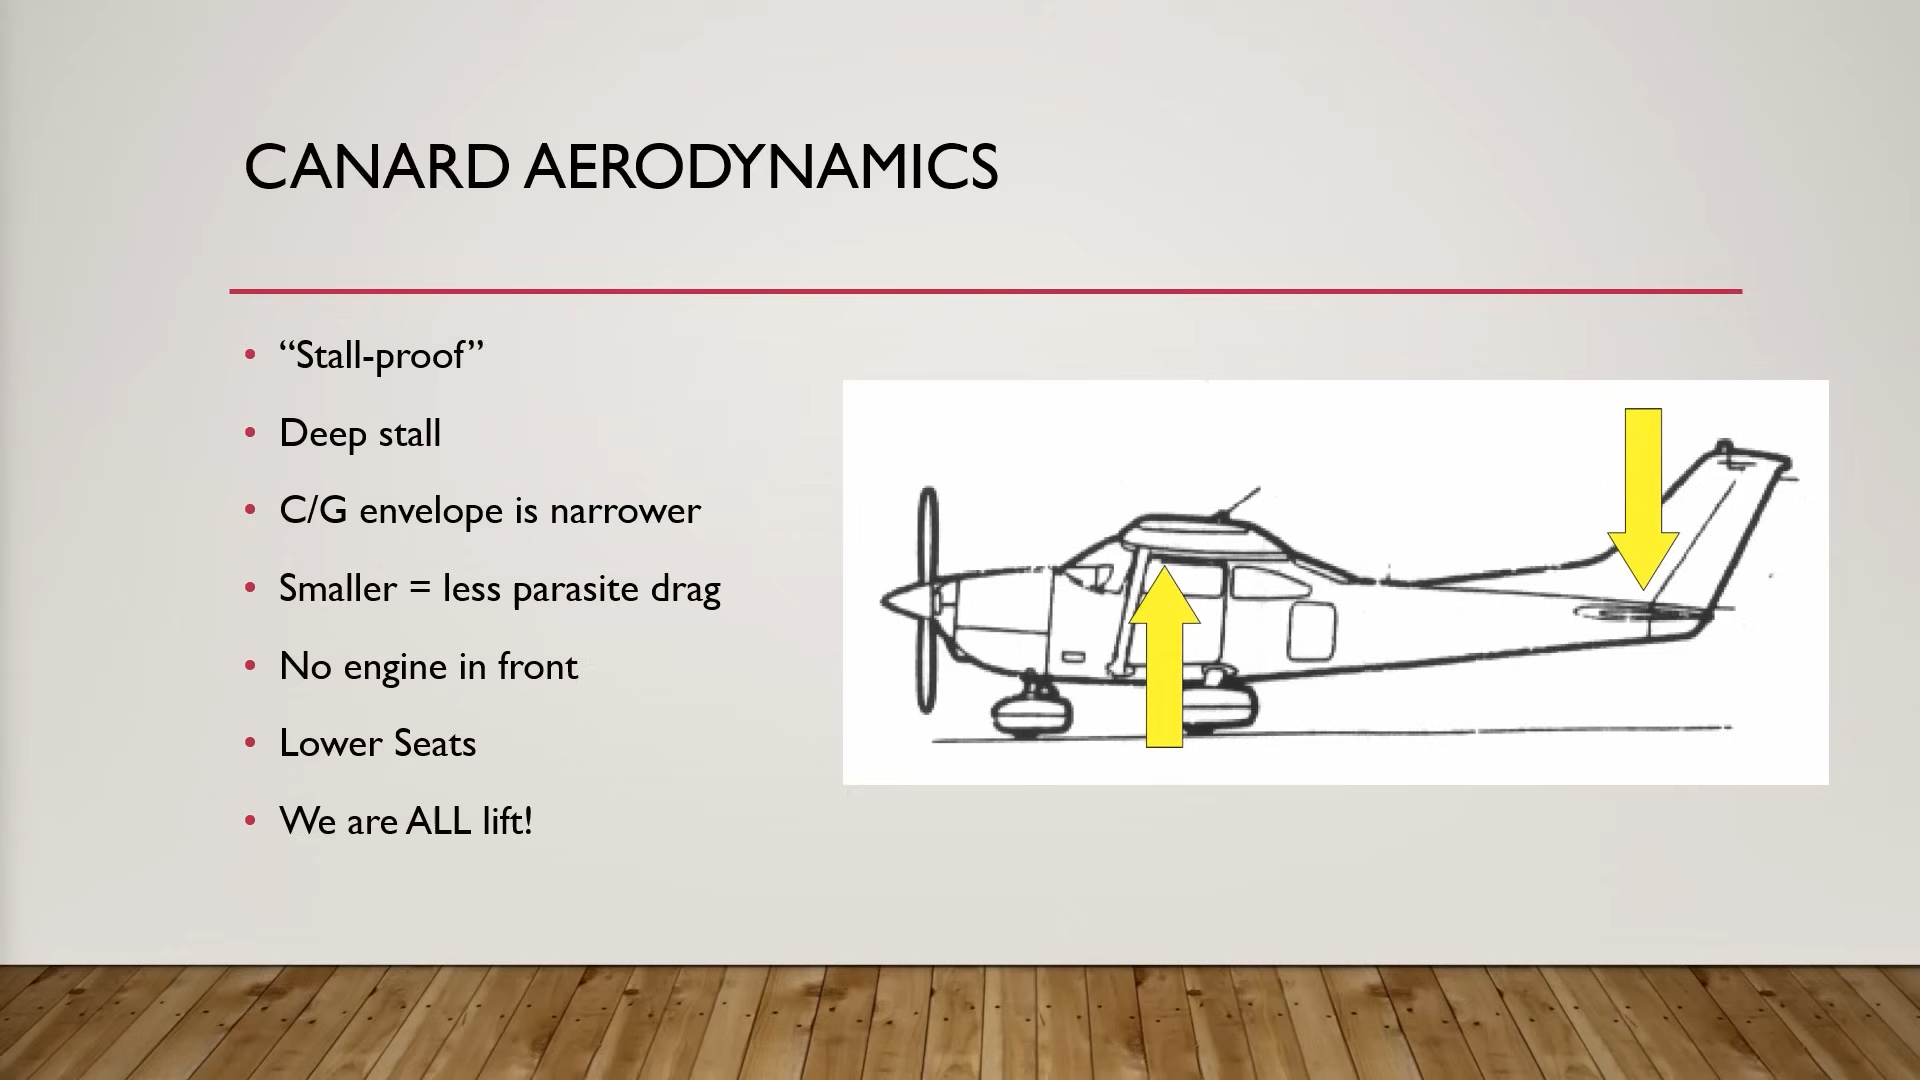 CANARD AERODYNAMICS
“Stall-proof”
Deep stall
C/G envelope is narrower
Smaller = less parasite drag
No engine in front
Lower Seats
We are ALL lift!